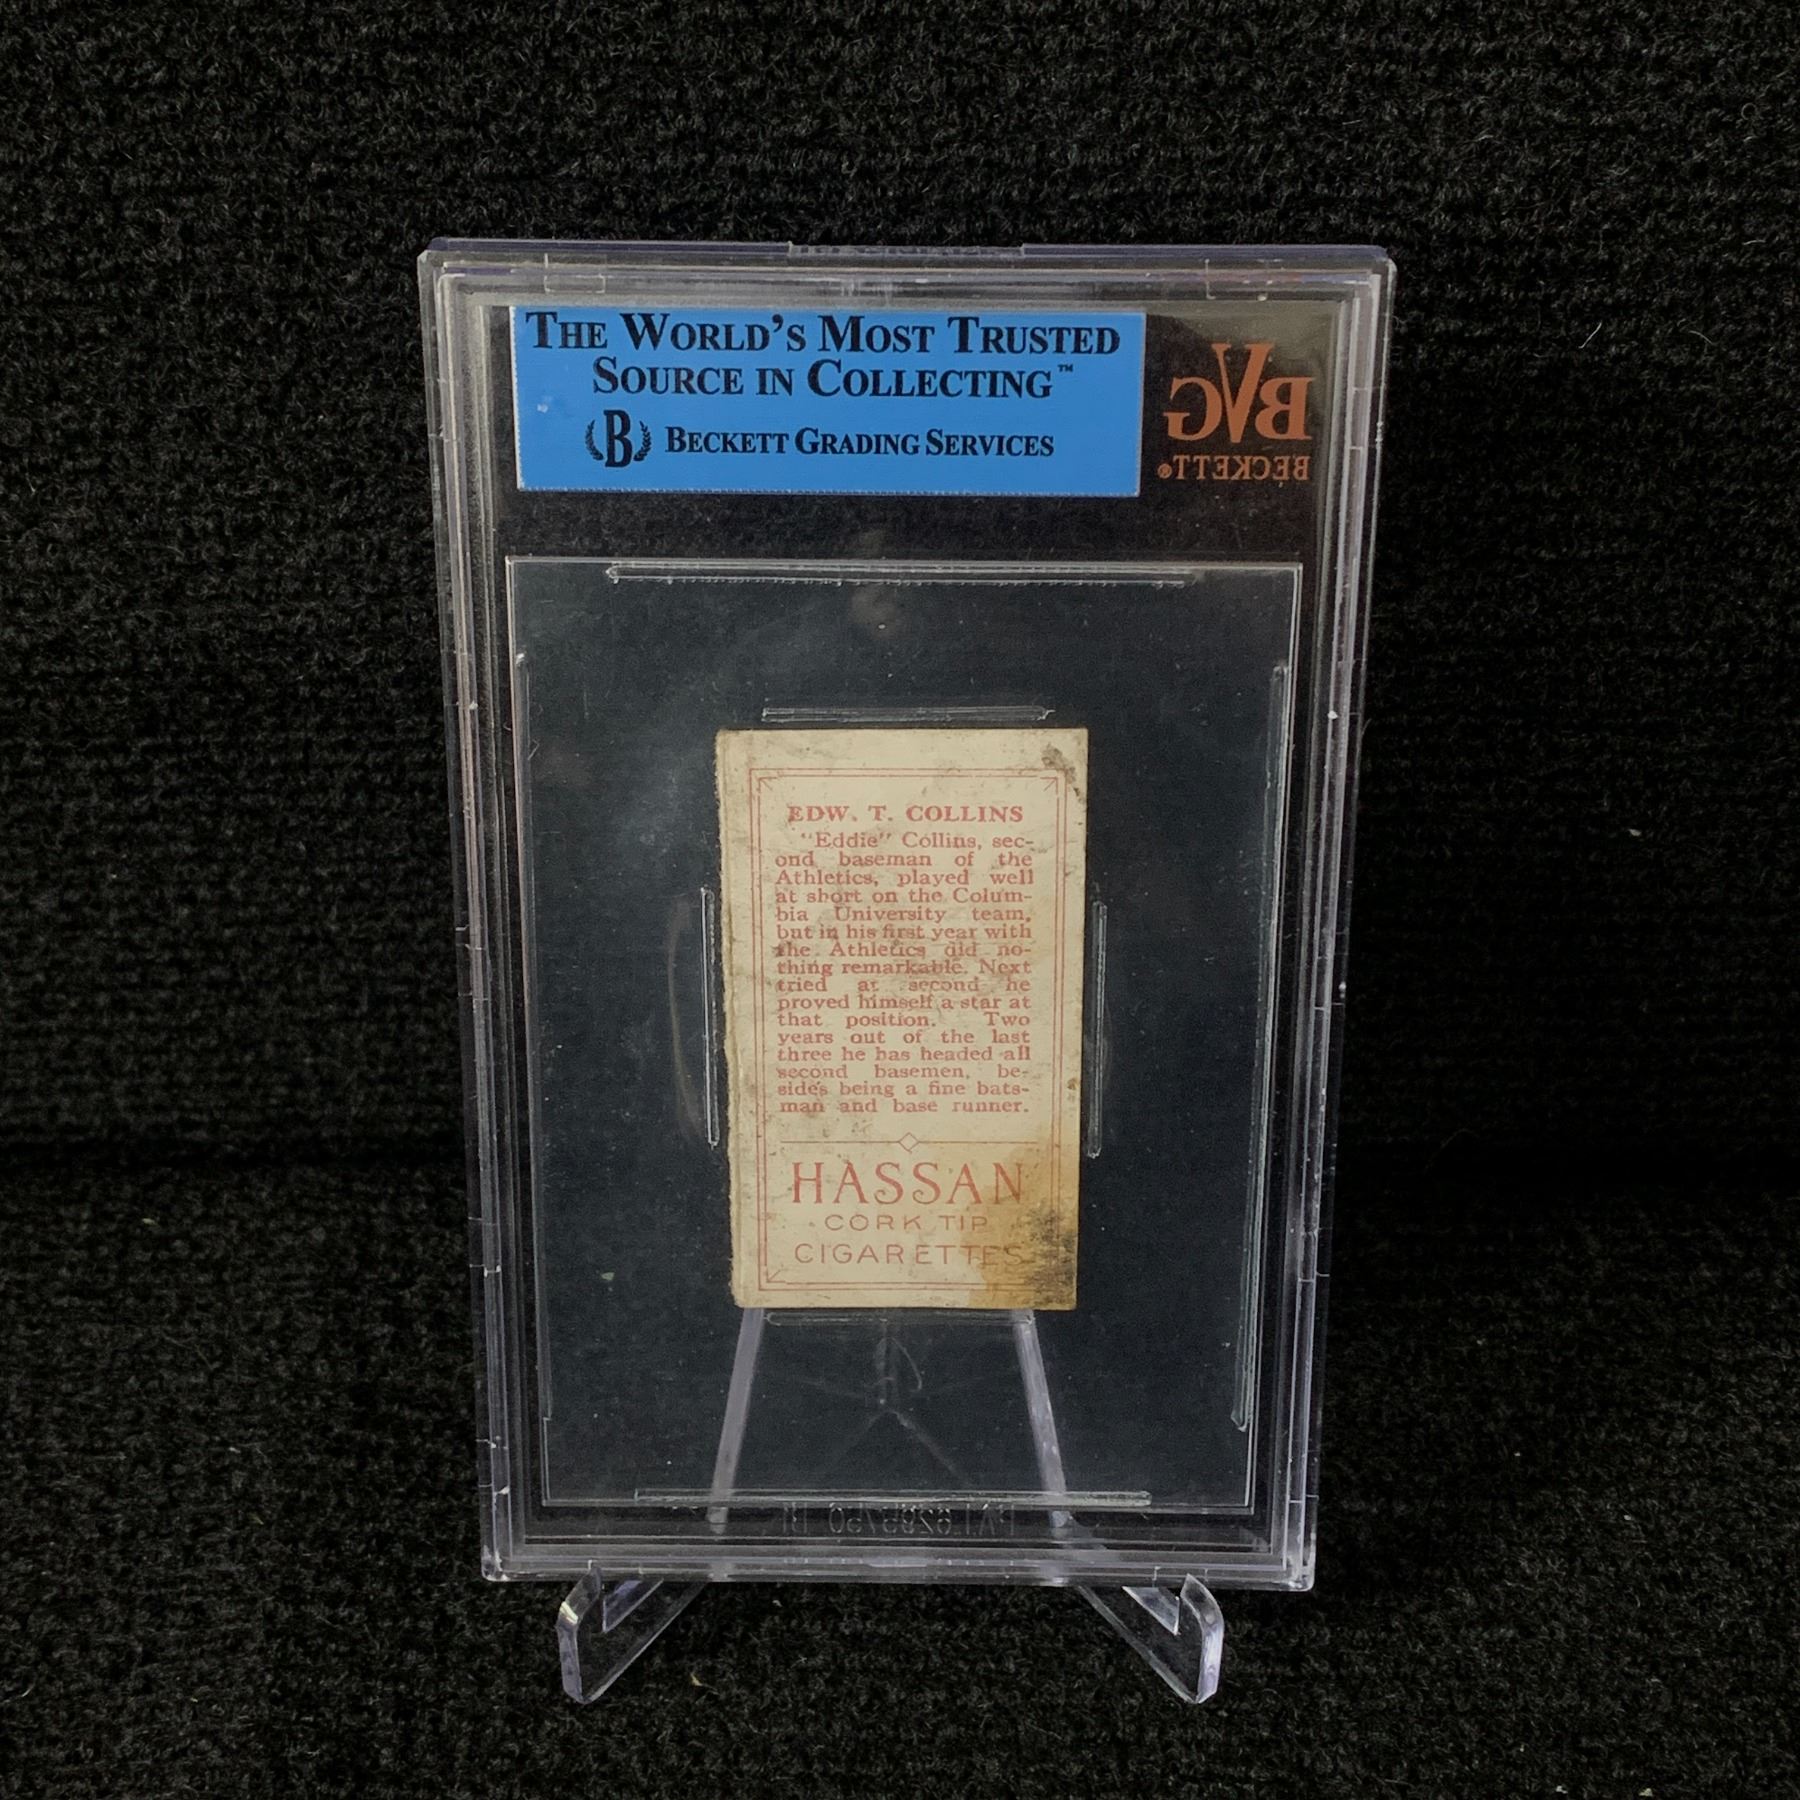 THE WORLD'S MOST TRUSTED
SOURCE IN COLLECTING™
B BECKETT GRADING SERVICES
BVG
BECKETT®
EDW. T. COLLINS
"Eddie" Collins, sec-
ond baseman of the
Athletics, played well
at short on the Colum-
bia University team,
but in his first year with
the Athletics did no-
thing remarkable. Next
tried at second he
proved himself a star at
that position. Two
years out of the last
three he has headed all
second basemen, be-
sides being a fine bats-
man and base runner.
HASSAN
CORK TIP
CIGARETTES